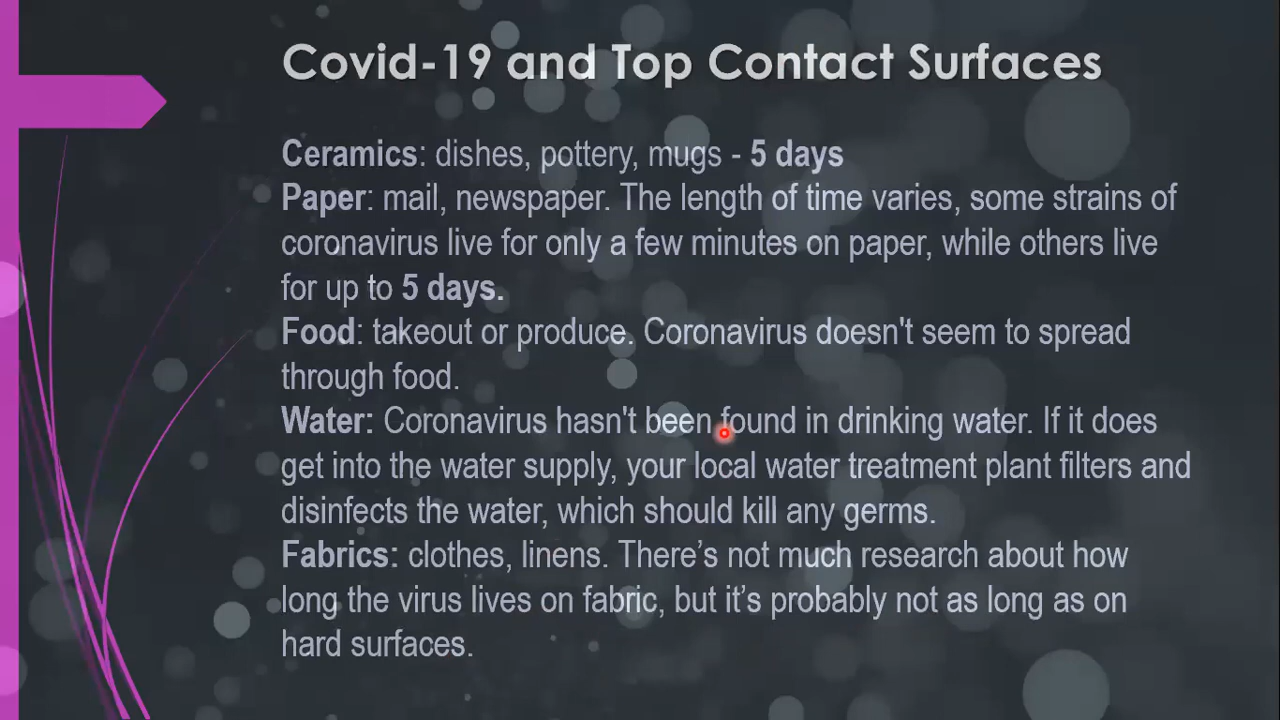 Covid-19 and Top Contact Surfaces
Ceramics: dishes, pottery, mugs - 5 days
Paper: mail, newspaper. The length of time varies, some strains of
coronavirus live for only a few minutes on paper, while others live
for up to 5 days.
Food: takeout or produce. Coronavirus doesn't seem to spread
through food.
Water: Coronavirus hasn't been found in drinking water. If it does
get into the water supply, your local water treatment plant filters and
disinfects the water, which should kill any germs.
Fabrics: clothes, linens. There’s not much research about how
long the virus lives on fabric, but it’s probably not as long as on
hard surfaces.